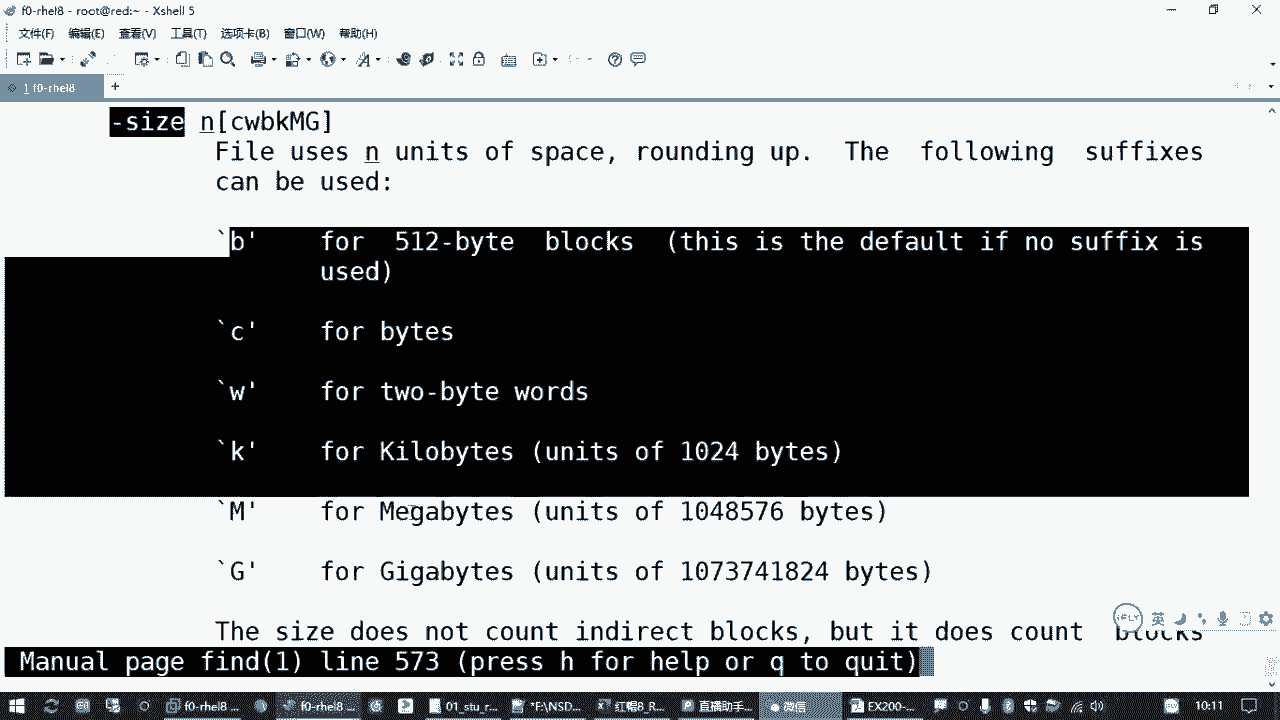 f0-rhel8 - root@red:~ - Xshell 5
文件(F) 编辑(E) 查看(V) 工具(T) 选项卡(B) 窗口(W) 帮助(H)
1 f0-rhel8 +
-size n[cwbkMG]
File uses n units of space, rounding up. The following suffixes
can be used:
`b' for 512-byte blocks (this is the default if no suffix is
used)
`c' for bytes
`w' for two-byte words
`k' for Kilobytes (units of 1024 bytes)
`M' for Megabytes (units of 1048576 bytes)
`G' for Gigabytes (units of 1073741824 bytes)
The size does not count indirect blocks, but it does count blocks
Manual page find(1) line 573 (press h for help or q to quit)
iFLY 英
f0-rhel8 ... f0-rhel8 ... 01_stu_r... *E:\NSD... 红帽8_R... 直播助手... 微信 EX200-... 10:11